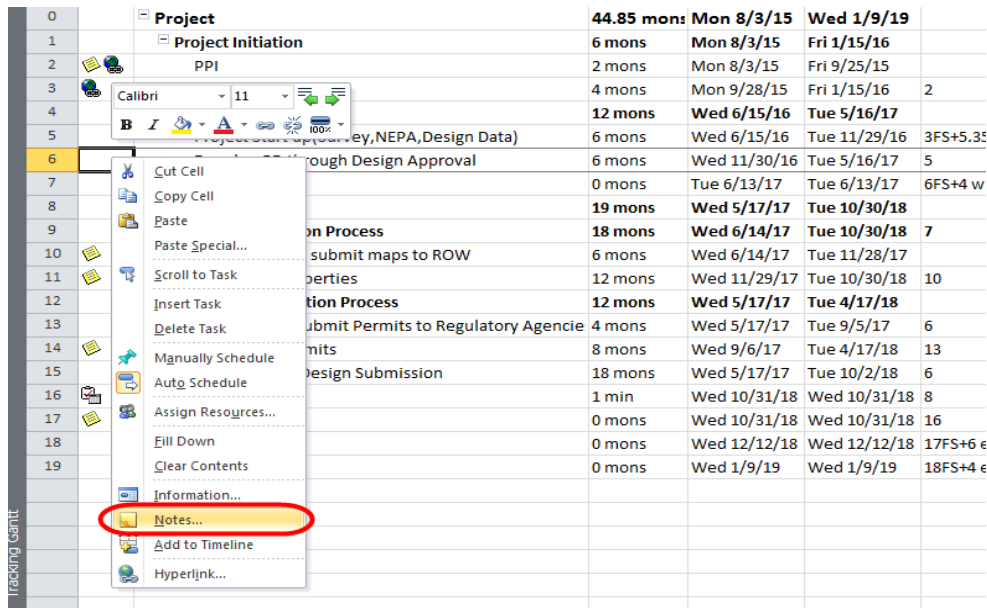 0 Project 44.85 mons Mon 8/3/15 Wed 1/9/19
1 Project Initiation 6 mons Mon 8/3/15 Fri 1/15/16
2 PPI 2 mons Mon 8/3/15 Fri 9/25/15
3 4 mons Mon 9/28/15 Fri 1/15/16 2
Calibri 11
4 12 mons Wed 6/15/16 Tue 5/16/17
B I A 100%
5 Project Start up(Survey,NEPA,Design Data) 6 mons Wed 6/15/16 Tue 11/29/16 3FS+5.35
6 through Design Approval 6 mons Wed 11/30/16 Tue 5/16/17 5
Cut Cell
7 0 mons Tue 6/13/17 Tue 6/13/17 6FS+4 w
Copy Cell
8 19 mons Wed 5/17/17 Tue 10/30/18
Paste
9 on Process 18 mons Wed 6/14/17 Tue 10/30/18 7
Paste Special...
10 submit maps to ROW 6 mons Wed 6/14/17 Tue 11/28/17
11 perties 12 mons Wed 11/29/17 Tue 10/30/18 10
Scroll to Task
12 tion Process 12 mons Wed 5/17/17 Tue 4/17/18
Insert Task
13 ubmit Permits to Regulatory Agencie 4 mons Wed 5/17/17 Tue 9/5/17 6
Delete Task
14 mits 8 mons Wed 9/6/17 Tue 4/17/18 13
Manually Schedule
15 Design Submission 18 mons Wed 5/17/17 Tue 10/2/18 6
Auto Schedule
16 1 min Wed 10/31/18 Wed 10/31/18 8
Assign Resources...
17 0 mons Wed 10/31/18 Wed 10/31/18 16
18 0 mons Wed 12/12/18 Wed 12/12/18 17FS+6 e
Fill Down
19 0 mons Wed 1/9/19 Wed 1/9/19 18FS+4 e
Clear Contents
Information...
Notes...
Add to Timeline
Hyperlink...
Tracking Gantt